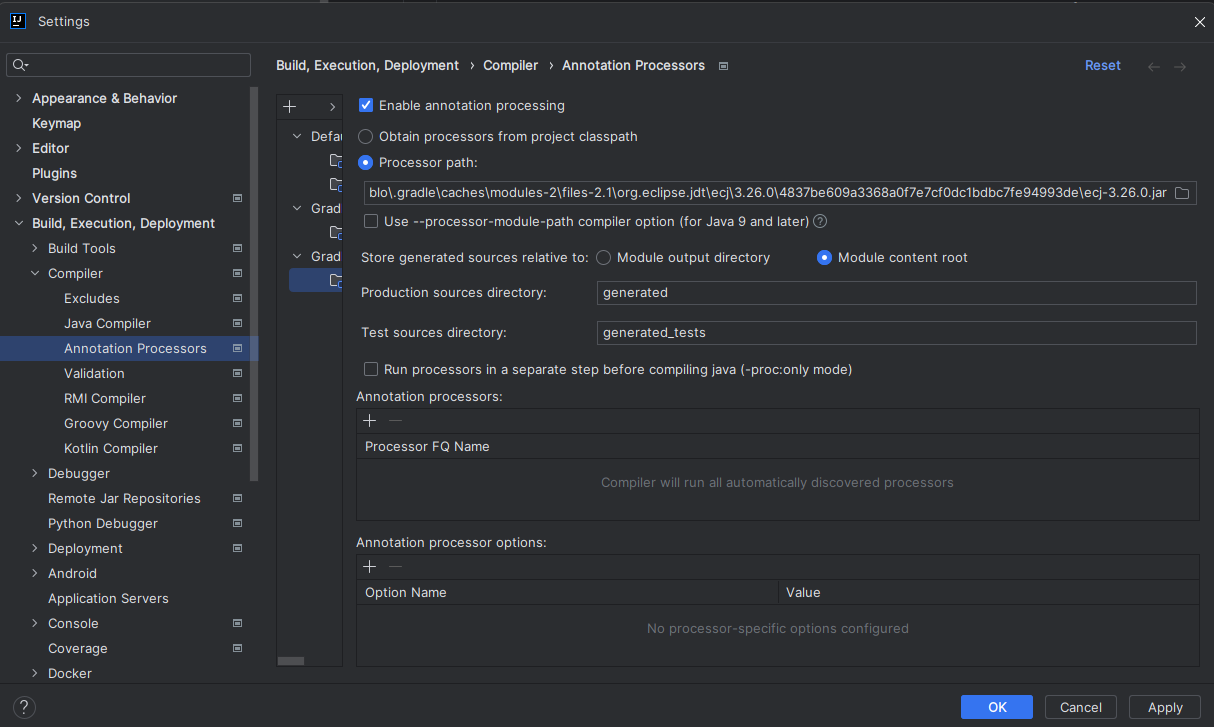 Settings
Build, Execution, Deployment › Compiler › Annotation Processors
Reset
Appearance & Behavior
Keymap
Editor
Plugins
Version Control
Build, Execution, Deployment
Build Tools
Compiler
Excludes
Java Compiler
Annotation Processors
Validation
RMI Compiler
Groovy Compiler
Kotlin Compiler
Debugger
Remote Jar Repositories
Python Debugger
Deployment
Android
Application Servers
Console
Coverage
Docker
Defau
Grad
Grad
Enable annotation processing
Obtain processors from project classpath
Processor path:
blo\.gradle\caches\modules-2\files-2.1\org.eclipse.jdt\ecj\3.26.0\4837be609a3368a0f7e7cf0dc1bdbc7fe94993de\ecj-3.26.0.jar
Use --processor-module-path compiler option (for Java 9 and later) ?
Store generated sources relative to: Module output directory Module content root
Production sources directory: generated
Test sources directory: generated_tests
Run processors in a separate step before compiling java (-proc:only mode)
Annotation processors:
Processor FQ Name
Compiler will run all automatically discovered processors
Annotation processor options:
Option Name Value
No processor-specific options configured
? OK Cancel Apply